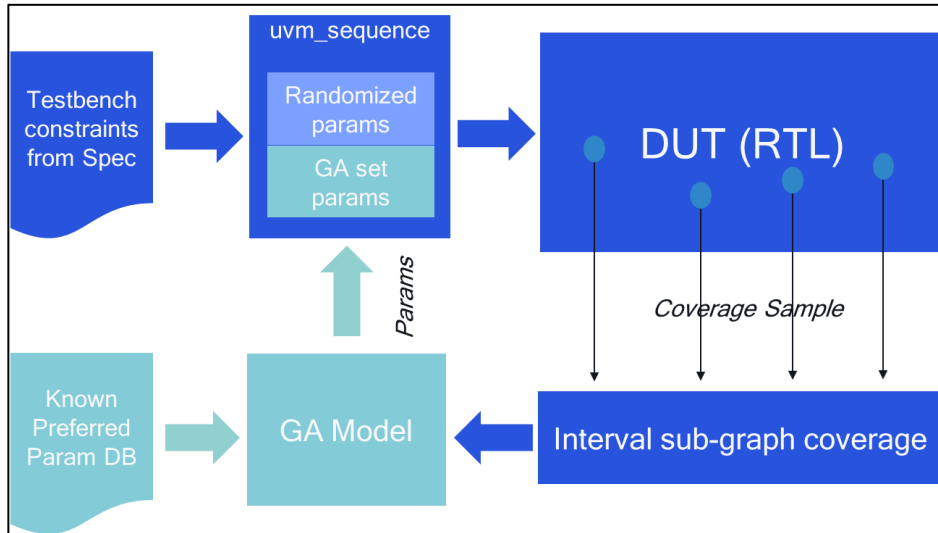 uvm_sequence
Testbench
constraints
from Spec
Randomized
params
GA set
params
DUT (RTL)
Params
Coverage Sample
Known
Preferred
Param DB
GA Model
Interval sub-graph coverage